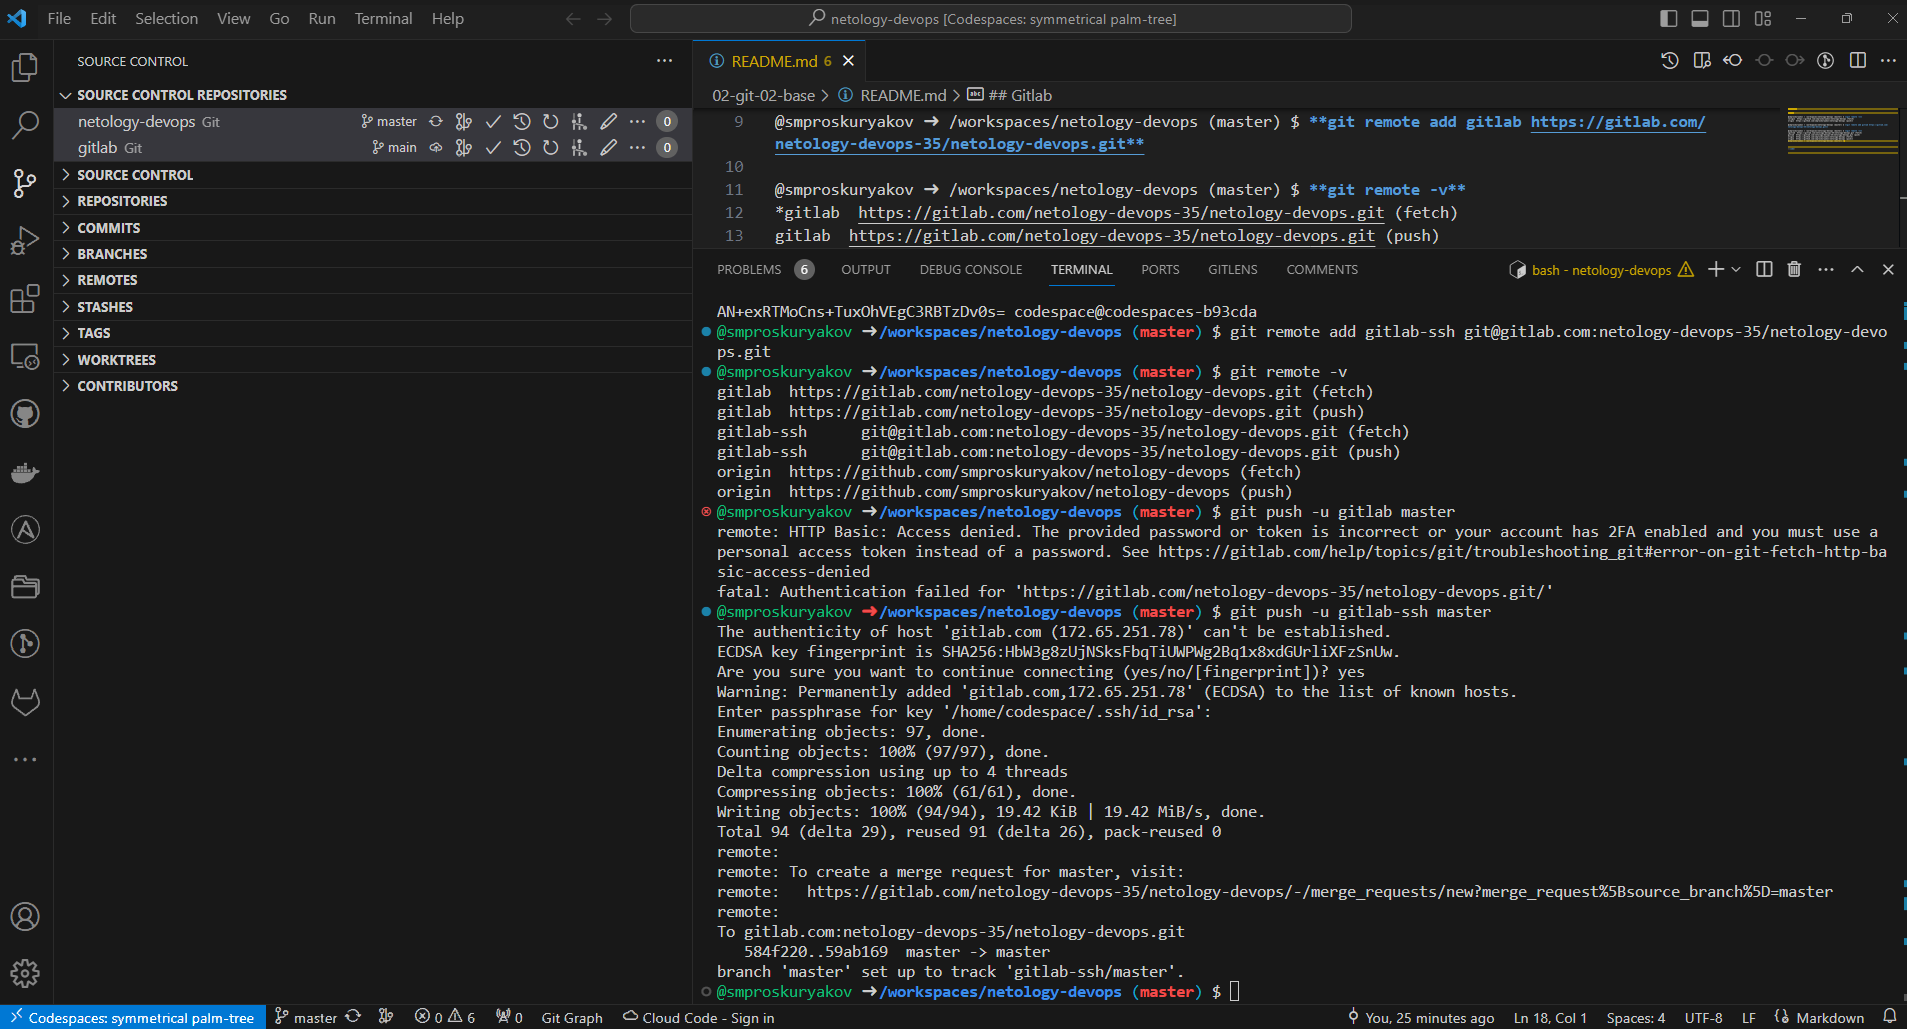 File Edit Selection View Go Run Terminal Help
netology-devops [Codespaces: symmetrical palm-tree]
SOURCE CONTROL
SOURCE CONTROL REPOSITORIES
netology-devops Git master 0
gitlab Git main 0
SOURCE CONTROL
REPOSITORIES
COMMITS
BRANCHES
REMOTES
STASHES
TAGS
WORKTREES
CONTRIBUTORS
README.md 6
02-git-02-base > README.md > ## Gitlab
9 @smproskuryakov ➜ /workspaces/netology-devops (master) $ **git remote add gitlab https://gitlab.com/
netology-devops-35/netology-devops.git**
10
11 @smproskuryakov ➜ /workspaces/netology-devops (master) $ **git remote -v**
12 *gitlab https://gitlab.com/netology-devops-35/netology-devops.git (fetch)
13 gitlab https://gitlab.com/netology-devops-35/netology-devops.git (push)
PROBLEMS 6 OUTPUT DEBUG CONSOLE TERMINAL PORTS GITLENS COMMENTS
bash - netology-devops
AN+exRTMoCns+TuxOhVEgC3RBTzDv0s= codespace@codespaces-b93cda
@smproskuryakov ➜/workspaces/netology-devops (master) $ git remote add gitlab-ssh git@gitlab.com:netology-devops-35/netology-devo
ps.git
@smproskuryakov ➜/workspaces/netology-devops (master) $ git remote -v
gitlab https://gitlab.com/netology-devops-35/netology-devops.git (fetch)
gitlab https://gitlab.com/netology-devops-35/netology-devops.git (push)
gitlab-ssh git@gitlab.com:netology-devops-35/netology-devops.git (fetch)
gitlab-ssh git@gitlab.com:netology-devops-35/netology-devops.git (push)
origin https://github.com/smproskuryakov/netology-devops (fetch)
origin https://github.com/smproskuryakov/netology-devops (push)
@smproskuryakov ➜/workspaces/netology-devops (master) $ git push -u gitlab master
remote: HTTP Basic: Access denied. The provided password or token is incorrect or your account has 2FA enabled and you must use a
personal access token instead of a password. See https://gitlab.com/help/topics/git/troubleshooting_git#error-on-git-fetch-http-ba
sic-access-denied
fatal: Authentication failed for 'https://gitlab.com/netology-devops-35/netology-devops.git/'
@smproskuryakov ➜/workspaces/netology-devops (master) $ git push -u gitlab-ssh master
The authenticity of host 'gitlab.com (172.65.251.78)' can't be established.
ECDSA key fingerprint is SHA256:HbW3g8zUjNSksFbqTiUWPWg2Bq1x8xdGUrliXFzSnUw.
Are you sure you want to continue connecting (yes/no/[fingerprint])? yes
Warning: Permanently added 'gitlab.com,172.65.251.78' (ECDSA) to the list of known hosts.
Enter passphrase for key '/home/codespace/.ssh/id_rsa':
Enumerating objects: 97, done.
Counting objects: 100% (97/97), done.
Delta compression using up to 4 threads
Compressing objects: 100% (61/61), done.
Writing objects: 100% (94/94), 19.42 KiB | 19.42 MiB/s, done.
Total 94 (delta 29), reused 91 (delta 26), pack-reused 0
remote:
remote: To create a merge request for master, visit:
remote: https://gitlab.com/netology-devops-35/netology-devops/-/merge_requests/new?merge_request%5Bsource_branch%5D=master
remote:
To gitlab.com:netology-devops-35/netology-devops.git
584f220..59ab169 master -> master
branch 'master' set up to track 'gitlab-ssh/master'.
@smproskuryakov ➜/workspaces/netology-devops (master) $
Codespaces: symmetrical palm-tree master 0 6 0 Git Graph Cloud Code - Sign in You, 25 minutes ago Ln 18, Col 1 Spaces: 4 UTF-8 LF Markdown